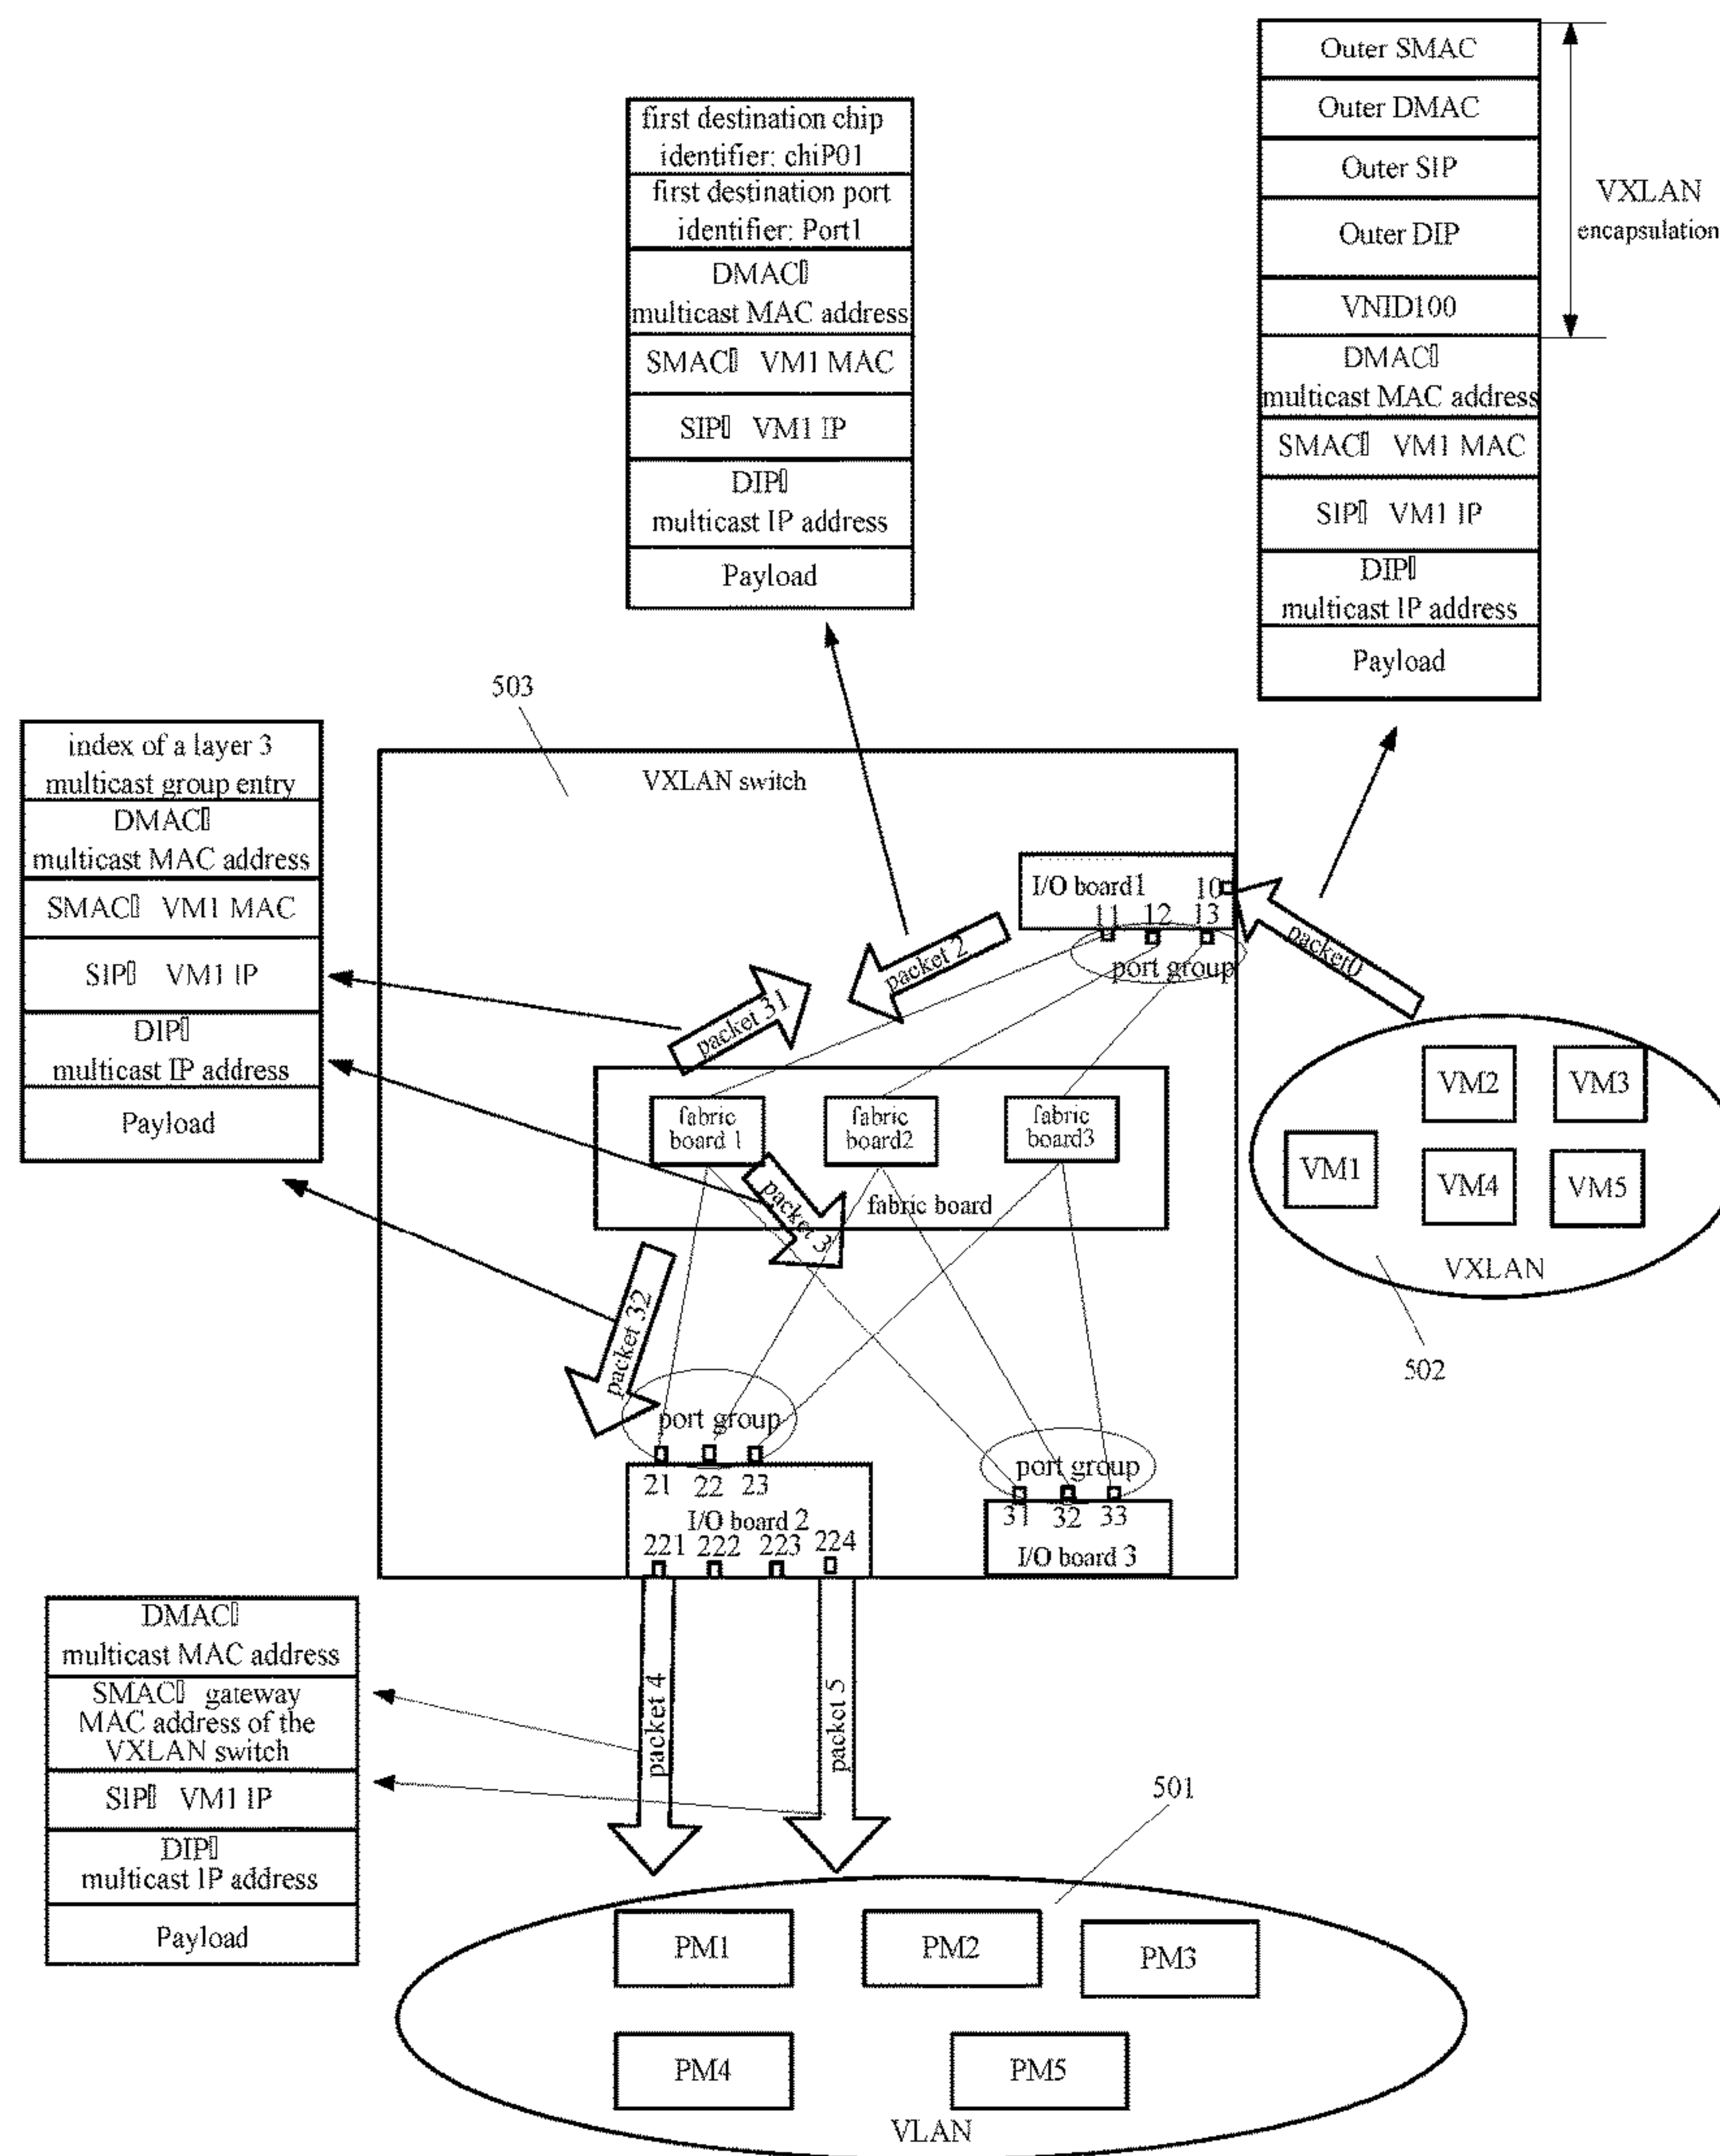 Outer SMAC
Outer DMAC
Outer SIP
Outer DIP
VNID100
DMAC
multicast MAC address
SMAC VM1 MAC
SIP VM1 IP
DIP
multicast IP address
Payload
VXLAN
encapsulation
first destination chip
identifier: chiP01
first destination port
identifier: Port1
DMAC
multicast MAC address
SMAC VM1 MAC
SIP VM1 IP
DIP
multicast IP address
Payload
503
index of a layer 3
multicast group entry
DMAC
multicast MAC address
SMAC VM1 MAC
SIP VM1 IP
DIP
multicast IP address
Payload
VXLAN switch
I/O board1
10
11 12 13
port group
packet0
packet 2
packet 31
fabric
board 1
fabric
board2
fabric
board3
fabric board
packet 3
packet 32
VM2
VM3
VM1
VM4
VM5
VXLAN
502
port group
21 22 23
I/O board 2
221 222 223 224
port group
31 32 33
I/O board 3
DMAC
multicast MAC address
SMAC gateway
MAC address of the
VXLAN switch
SIP VM1 IP
DIP
multicast IP address
Payload
packet 4
packet 5
501
PM1
PM2
PM3
PM4
PM5
VLAN